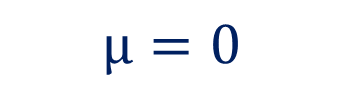 μ = 0